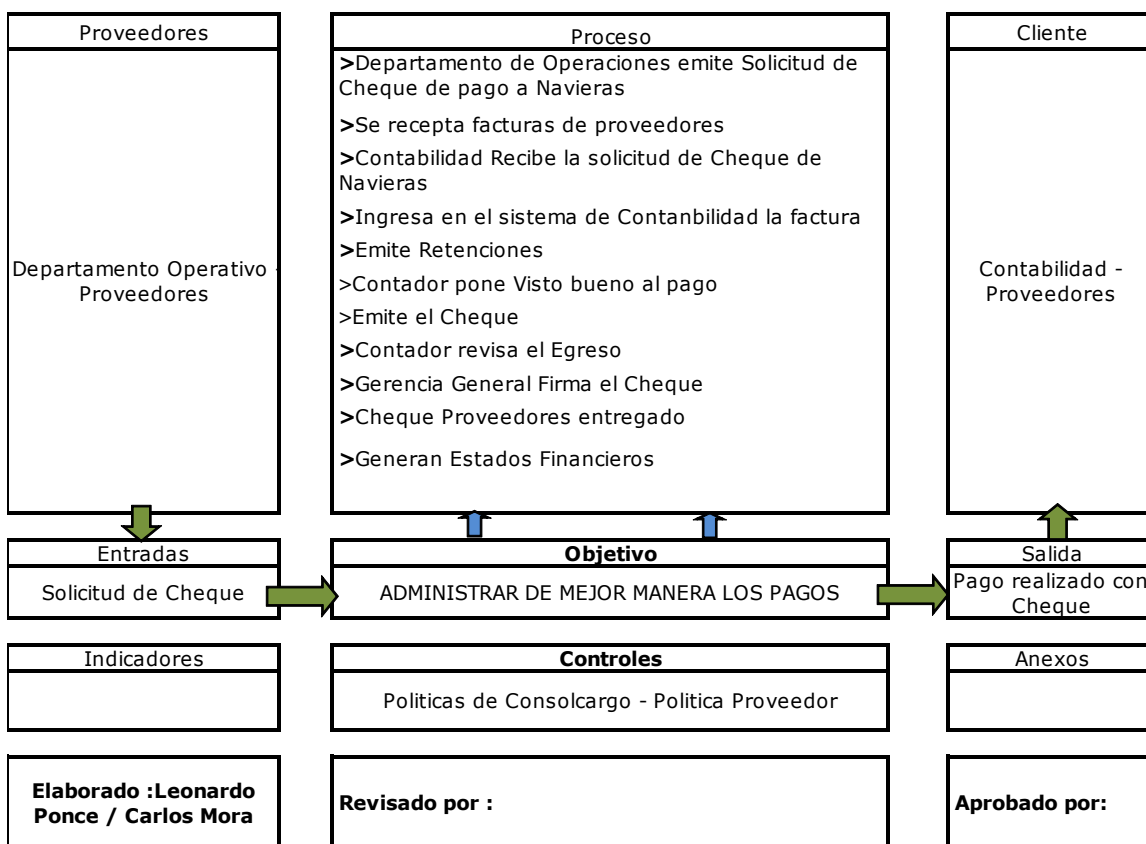 Proveedores
Departamento Operativo -
Proveedores
Proceso
>Departamento de Operaciones emite Solicitud de
Cheque de pago a Navieras
>Se recepta facturas de proveedores
>Contabilidad Recibe la solicitud de Cheque de
Navieras
>Ingresa en el sistema de Contanbilidad la factura
>Emite Retenciones
>Contador pone Visto bueno al pago
>Emite el Cheque
>Contador revisa el Egreso
>Gerencia General Firma el Cheque
>Cheque Proveedores entregado
>Generan Estados Financieros
Cliente
Contabilidad -
Proveedores
Entradas
Solicitud de Cheque
Objetivo
ADMINISTRAR DE MEJOR MANERA LOS PAGOS
Salida
Pago realizado con
Cheque
Indicadores
Controles
Politicas de Consolcargo - Politica Proveedor
Anexos
Elaborado :Leonardo
Ponce / Carlos Mora
Revisado por :
Aprobado por: